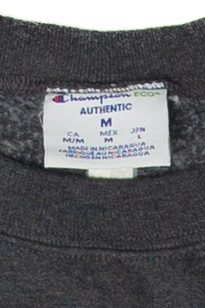 Champion ECO
AUTHENTIC
M
CA MEX JPN
M/M M L
MADE IN NICARAGUA
FABRIQUÉ AU NICARAGUA
HECHO EN NICARAGUA